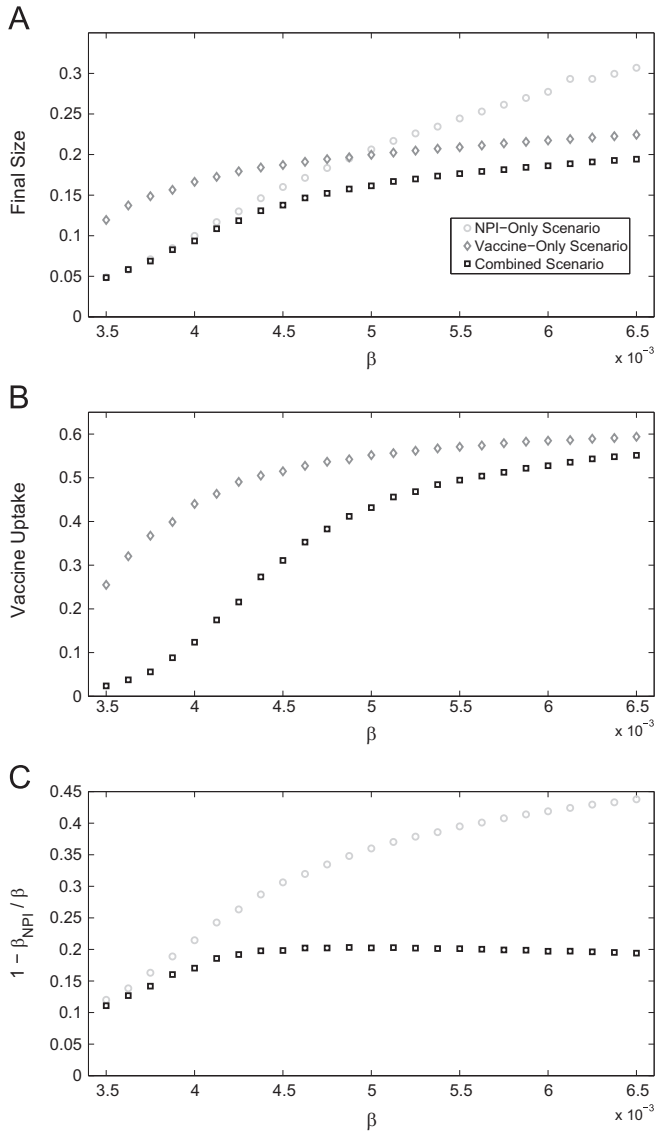 A
Final Size
0.3
0.25
0.2
0.15
0.1
0.05
0
NPI−Only Scenario
Vaccine−Only Scenario
Combined Scenario
3.5 4 4.5 5 5.5 6 6.5
β
x 10⁻³
B
Vaccine Uptake
0.6
0.5
0.4
0.3
0.2
0.1
0
3.5 4 4.5 5 5.5 6 6.5
β
x 10⁻³
C
1 − β_NPI / β
0.45
0.4
0.35
0.3
0.25
0.2
0.15
0.1
0.05
0
3.5 4 4.5 5 5.5 6 6.5
β
x 10⁻³